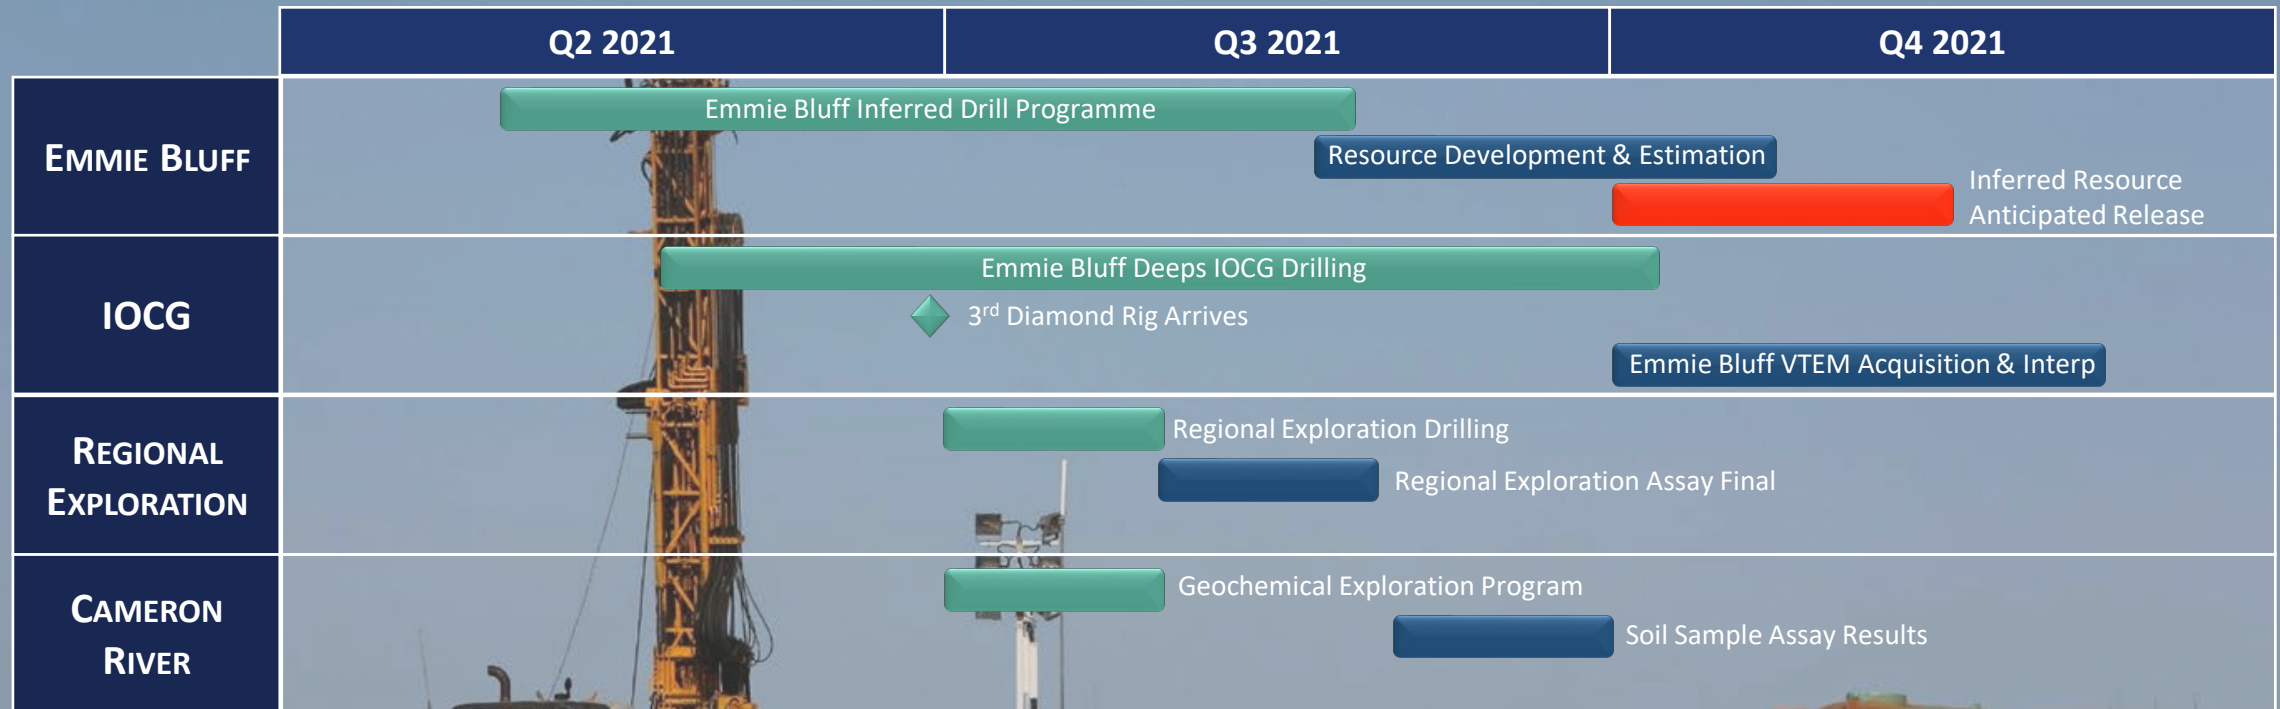 Q2 2021
Q3 2021
Q4 2021
EMMIE BLUFF
Emmie Bluff Inferred Drill Programme
Resource Development & Estimation
Inferred Resource
Anticipated Release
IOCG
Emmie Bluff Deeps IOCG Drilling
3rd Diamond Rig Arrives
Emmie Bluff VTEM Acquisition & Interp
REGIONAL
EXPLORATION
Regional Exploration Drilling
Regional Exploration Assay Final
CAMERON
RIVER
Geochemical Exploration Program
Soil Sample Assay Results